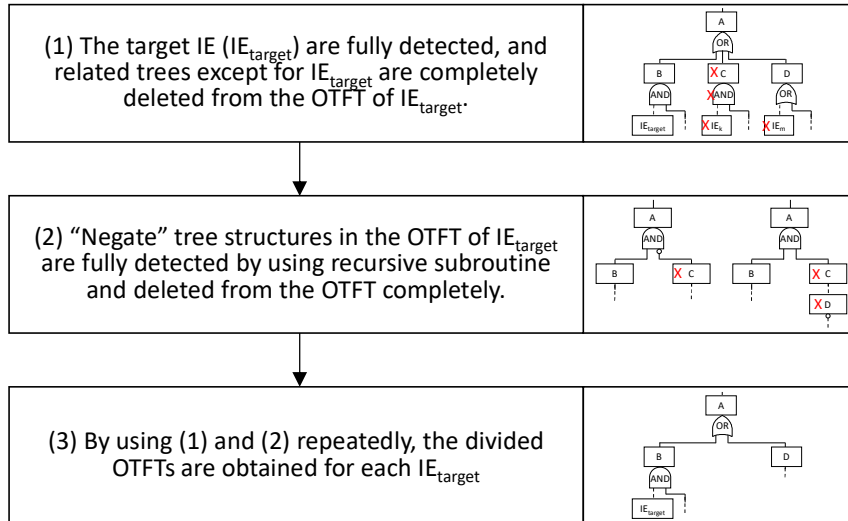 (1) The target IE (IEtarget) are fully detected, and
related trees except for IEtarget are completely
deleted from the OTFT of IEtarget.
A
OR
B
X C
D
AND
X AND
OR
IEtarget
X IEk
X IEm
(2) “Negate” tree structures in the OTFT of IEtarget
are fully detected by using recursive subroutine
and deleted from the OTFT completely.
A
AND
B
X C
A
AND
B
X C
X D
(3) By using (1) and (2) repeatedly, the divided
OTFTs are obtained for each IEtarget
A
OR
B
D
AND
IEtarget